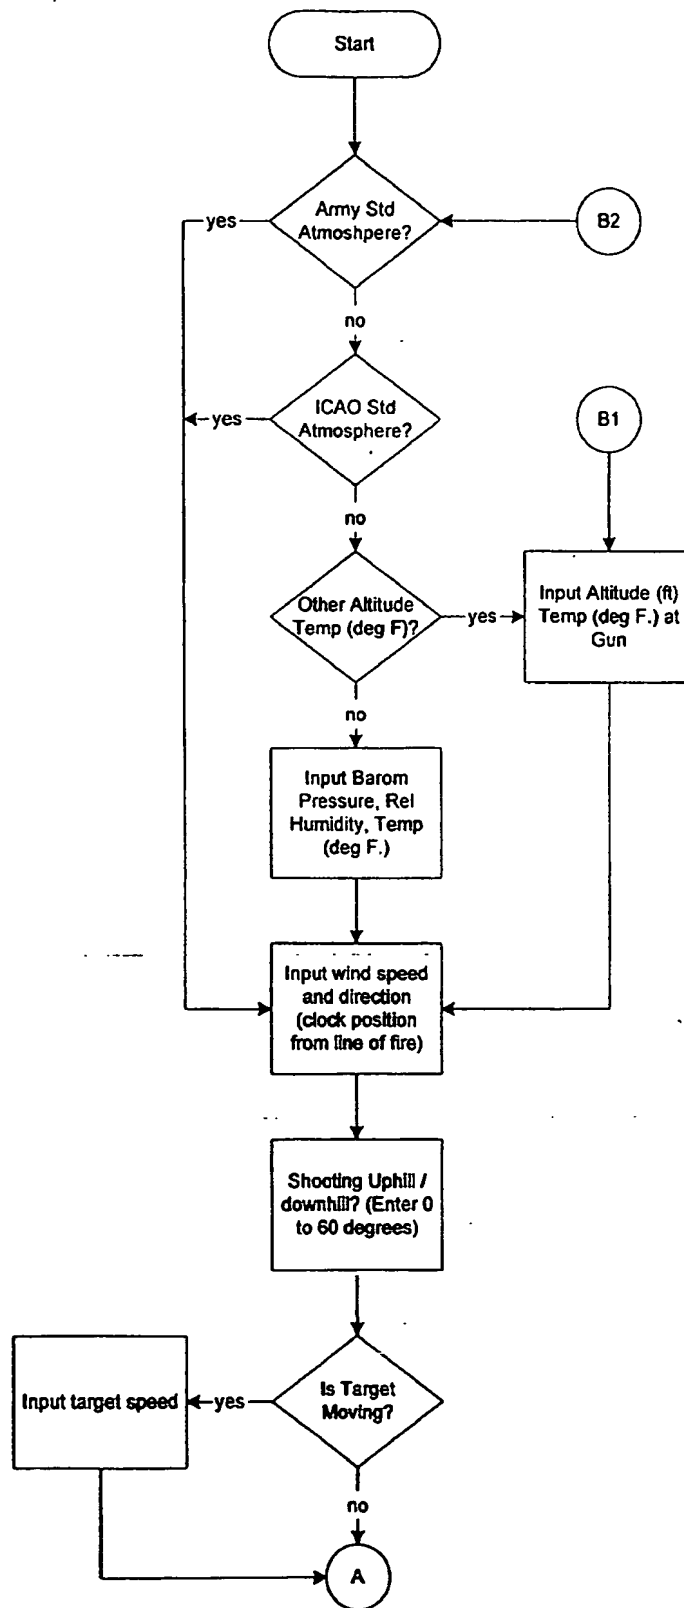 Start
Army Std
Atmoshpere?
yes
B2
no
ICAO Std
Atmosphere?
yes
B1
no
Other Altitude
Temp (deg F)?
yes
Input Altitude (ft)
Temp (deg F.) at
Gun
no
Input Barom
Pressure, Rel
Humidity, Temp
(deg F.)
Input wind speed
and direction
(clock position
from line of fire)
Shooting Uphill /
downhill? (Enter 0
to 60 degrees)
Input target speed
yes
Is Target
Moving?
no
A